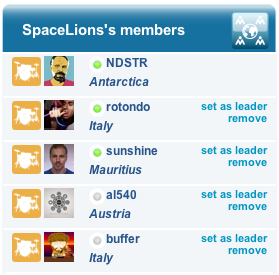 SpaceLions's members
NDSTR
Antarctica
rotondo set as leader
Italy remove
sunshine set as leader
Mauritius remove
al540 set as leader
Austria remove
buffer set as leader
Italy remove